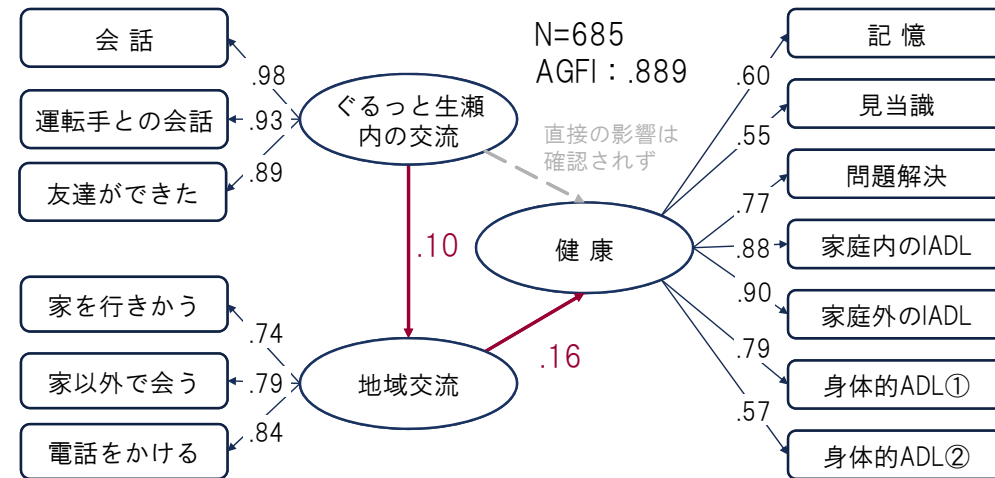 会 話
運転手との会話
友達ができた
.98
.93
.89
ぐるっと生瀬
内の交流
N=685
AGFI：.889
直接の影響は
確認されず
.10
健 康
.16
家を行きかう
家以外で会う
電話をかける
.74
.79
.84
地域交流
.60
.55
.77
.88
.90
.79
.57
記 憶
見当識
問題解決
家庭内のIADL
家庭外のIADL
身体的ADL①
身体的ADL②